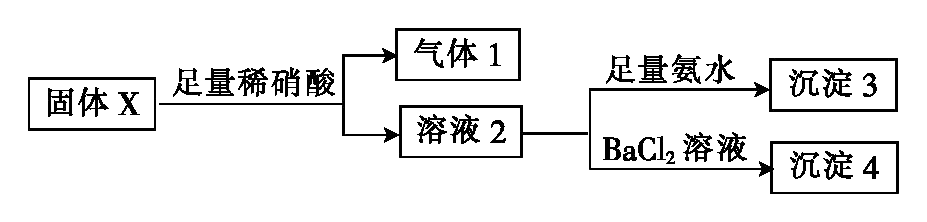 气体 1
足量稀硝酸
足量氨水
固体 X
沉淀 3
溶液 2
BaCl₂ 溶液
沉淀 4